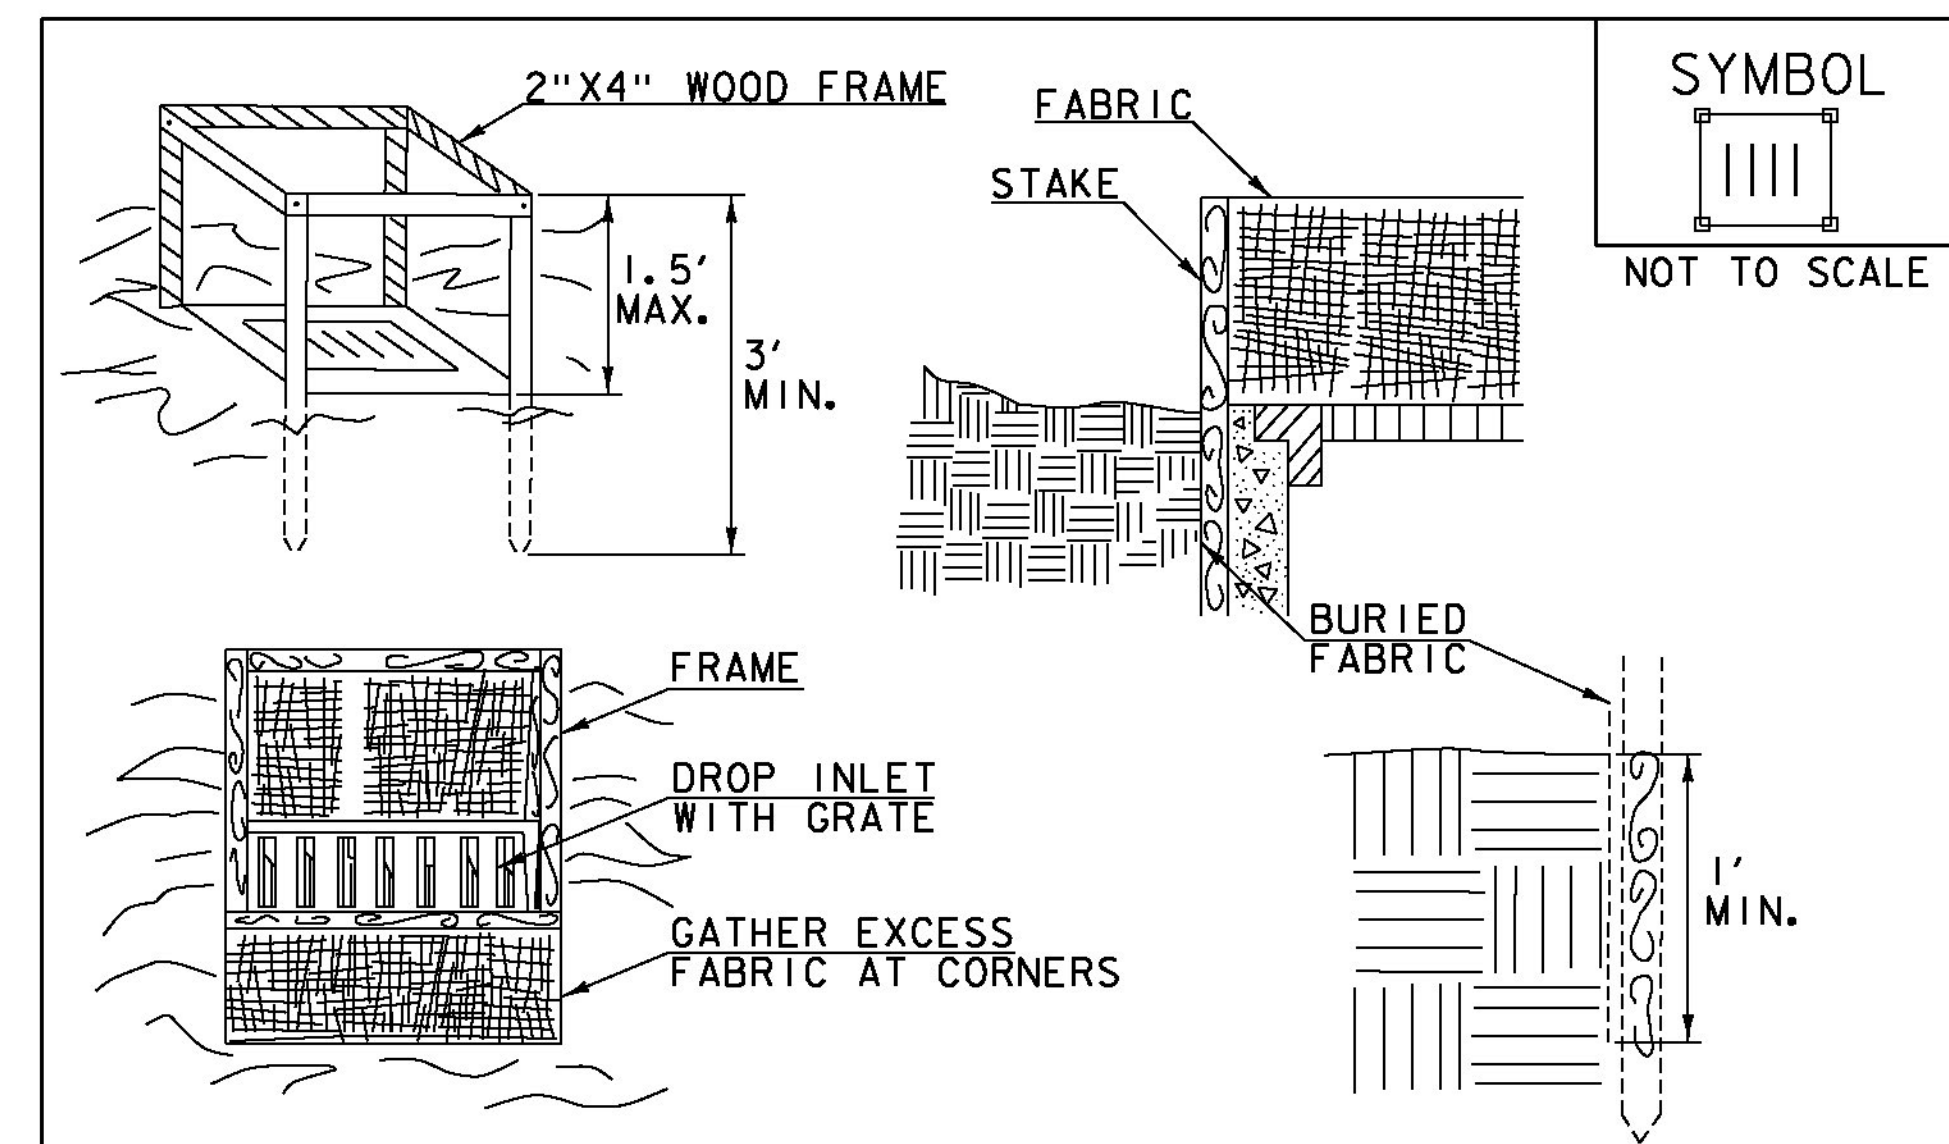 2"X4" WOOD FRAME
1.5'
MAX.
3'
MIN.
FABRIC
STAKE
SYMBOL
NOT TO SCALE
BURIED
FABRIC
FRAME
DROP INLET
WITH GRATE
GATHER EXCESS
FABRIC AT CORNERS
1'
MIN.